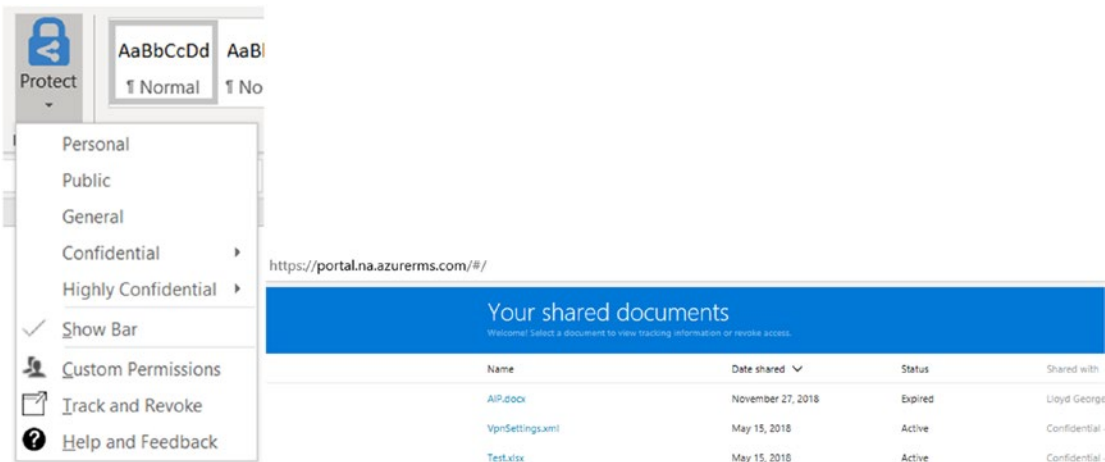 AaBbCcDd AaB
Protect
¶ Normal ¶ No
Personal
Public
General
Confidential
Highly Confidential
Show Bar
Custom Permissions
Track and Revoke
Help and Feedback
https://portal.na.azurerms.com/#/
Your shared documents
Welcome! Select a document to view tracking information or revoke access.
Name Date shared Status Shared with
AIP.docx November 27, 2018 Expired Lloyd George
VpnSettings.xml May 15, 2018 Active Confidential -
Test.xlsx May 15, 2018 Active Confidential -